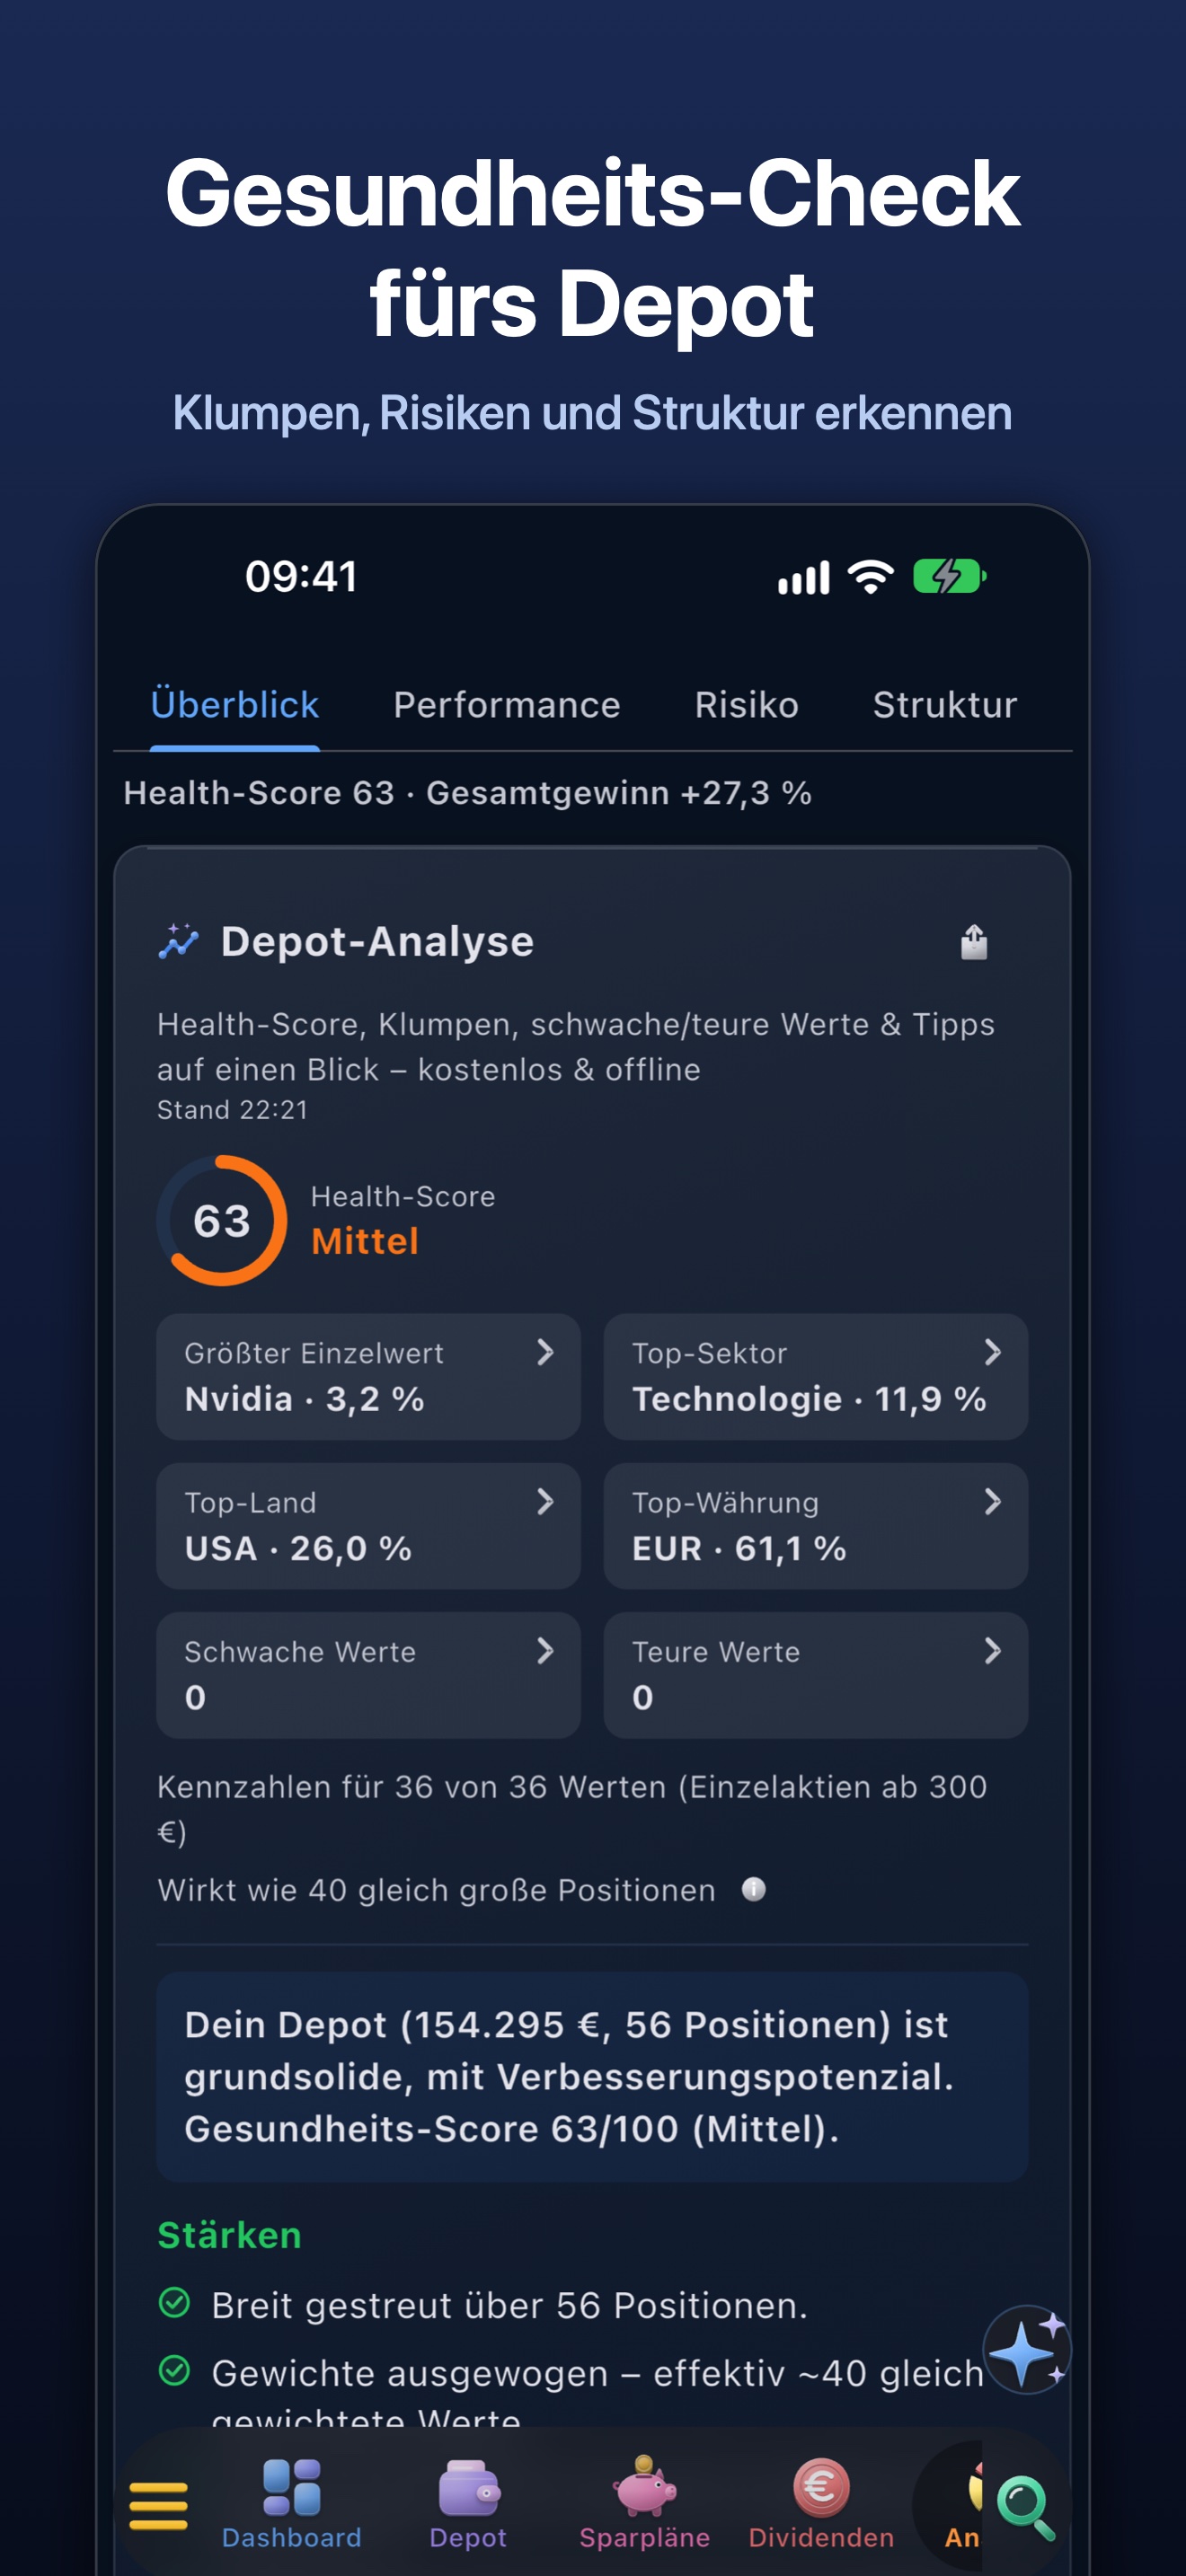 Gesundheits-Check
fürs Depot
Klumpen, Risiken und Struktur erkennen
09:41
Überblick Performance Risiko Struktur
Health-Score 63 · Gesamtgewinn +27,3 %
Depot-Analyse
Health-Score, Klumpen, schwache/teure Werte & Tipps
auf einen Blick – kostenlos & offline
Stand 22:21
63
Health-Score
Mittel
Größter Einzelwert
Nvidia · 3,2 %
Top-Sektor
Technologie · 11,9 %
Top-Land
USA · 26,0 %
Top-Währung
EUR · 61,1 %
Schwache Werte
0
Teure Werte
0
Kennzahlen für 36 von 36 Werten (Einzelaktien ab 300
€)
Wirkt wie 40 gleich große Positionen
Dein Depot (154.295 €, 56 Positionen) ist
grundsolide, mit Verbesserungspotenzial.
Gesundheits-Score 63/100 (Mittel).
Stärken
Breit gestreut über 56 Positionen.
Gewichte ausgewogen – effektiv ~40 gleich
gewichtete Werte
Dashboard Depot Sparpläne Dividenden An